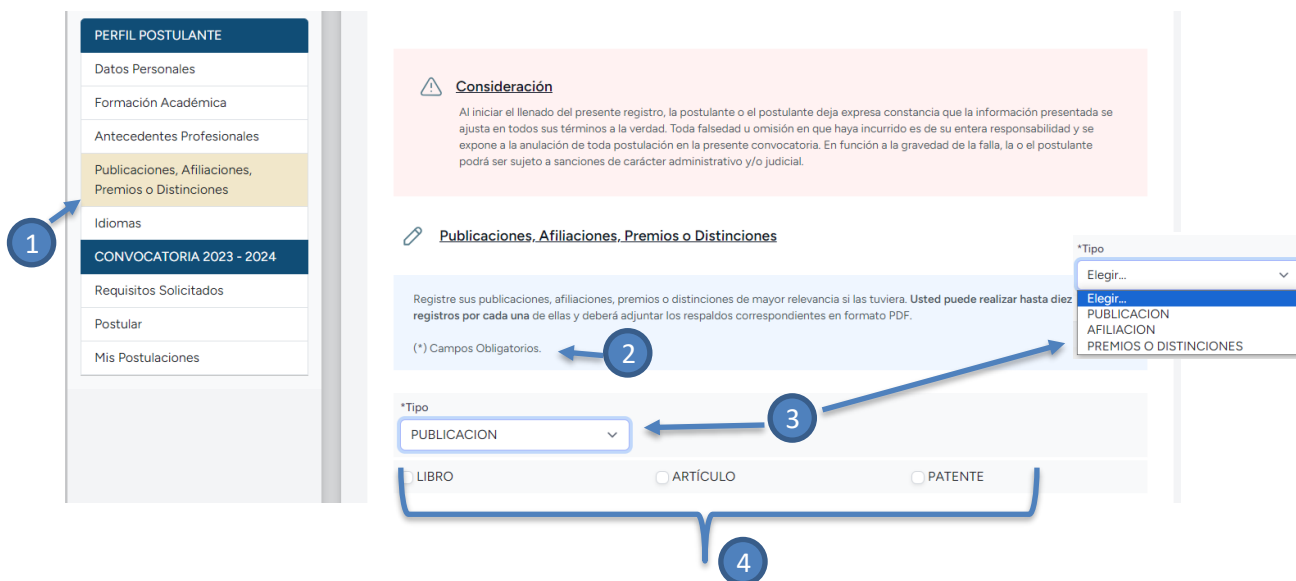 PERFIL POSTULANTE
Datos Personales
Formación Académica
Antecedentes Profesionales
Publicaciones, Afiliaciones,
Premios o Distinciones
Idiomas
CONVOCATORIA 2023 - 2024
Requisitos Solicitados
Postular
Mis Postulaciones
1
Consideración
Al iniciar el llenado del presente registro, la postulante o el postulante deja expresa constancia que la información presentada se
ajusta en todos sus términos a la verdad. Toda falsedad u omisión en que haya incurrido es de su entera responsabilidad y se
expone a la anulación de toda postulación en la presente convocatoria. En función a la gravedad de la falla, la o el postulante
podrá ser sujeto a sanciones de carácter administrativo y/o judicial.
Publicaciones, Afiliaciones, Premios o Distinciones
Registre sus publicaciones, afiliaciones, premios o distinciones de mayor relevancia si las tuviera. Usted puede realizar hasta diez
registros por cada una de ellas y deberá adjuntar los respaldos correspondientes en formato PDF.
(*) Campos Obligatorios.
2
*Tipo
Elegir...
Elegir...
PUBLICACION
AFILIACION
PREMIOS O DISTINCIONES
3
*Tipo
PUBLICACION
LIBRO
ARTÍCULO
PATENTE
4